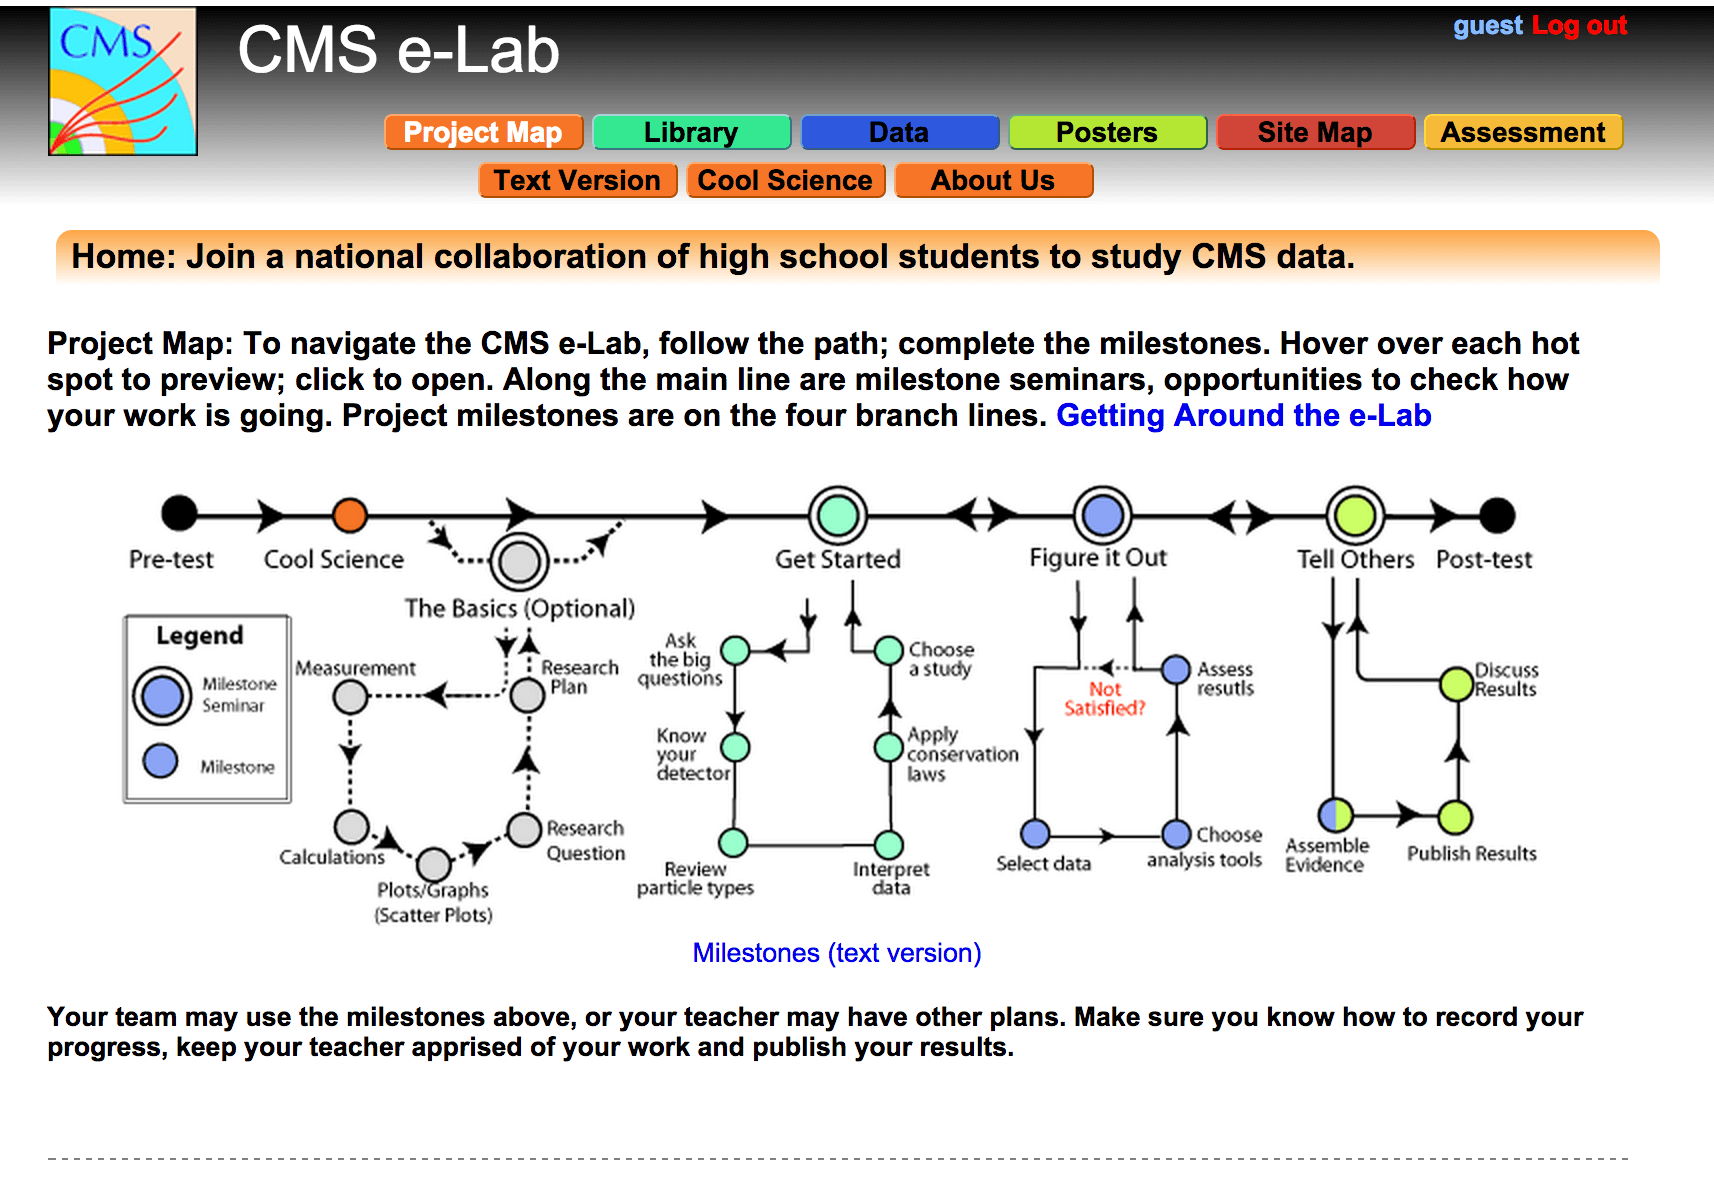 CMS
CMS e-Lab
guest Log out
Project Map
Library
Data
Posters
Site Map
Assessment
Text Version
Cool Science
About Us
Home: Join a national collaboration of high school students to study CMS data.
Project Map: To navigate the CMS e-Lab, follow the path; complete the milestones. Hover over each hot
spot to preview; click to open. Along the main line are milestone seminars, opportunities to check how
your work is going. Project milestones are on the four branch lines. Getting Around the e-Lab
Pre-test
Cool Science
The Basics (Optional)
Get Started
Figure it Out
Tell Others
Post-test
Legend
Milestone
Seminar
Milestone
Measurement
Research
Plan
Calculations
Plots/Graphs
(Scatter Plots)
Research
Question
Ask
the big
questions
Know
your
detector
Review
particle types
Interpret
data
Apply
conservation
laws
Choose
a study
Not
Satisfied?
Assess
resutls
Select data
Choose
analysis tools
Assemble
Evidence
Publish Results
Discuss
Results
Milestones (text version)
Your team may use the milestones above, or your teacher may have other plans. Make sure you know how to record your
progress, keep your teacher apprised of your work and publish your results.